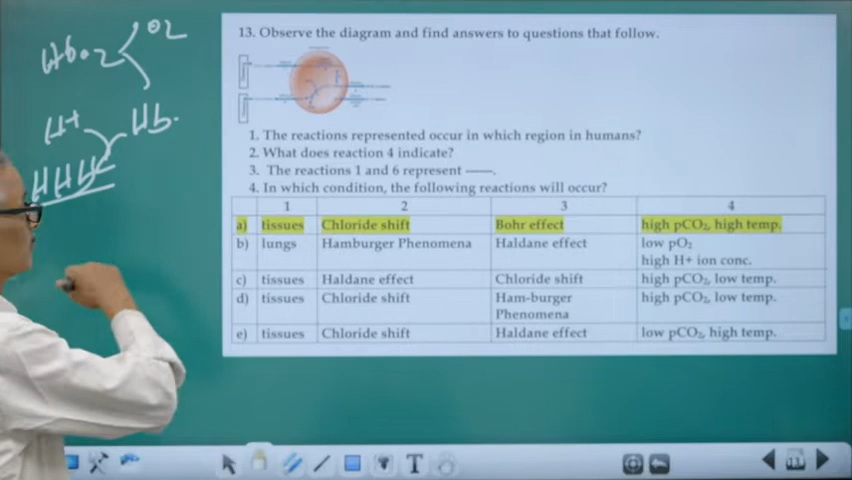 HbO2
O2
H+
Hb.
HHb
13. Observe the diagram and find answers to questions that follow.
1. The reactions represented occur in which region in humans?
2. What does reaction 4 indicate?
3. The reactions 1 and 6 represent ——.
4. In which condition, the following reactions will occur?
1 2 3 4
a) tissues Chloride shift Bohr effect high pCO₂, high temp.
b) lungs Hamburger Phenomena Haldane effect low pO₂
high H+ ion conc.
c) tissues Haldane effect Chloride shift high pCO₂, low temp.
d) tissues Chloride shift Ham-burger high pCO₂, low temp.
Phenomena
e) tissues Chloride shift Haldane effect low pCO₂, high temp.
T
13